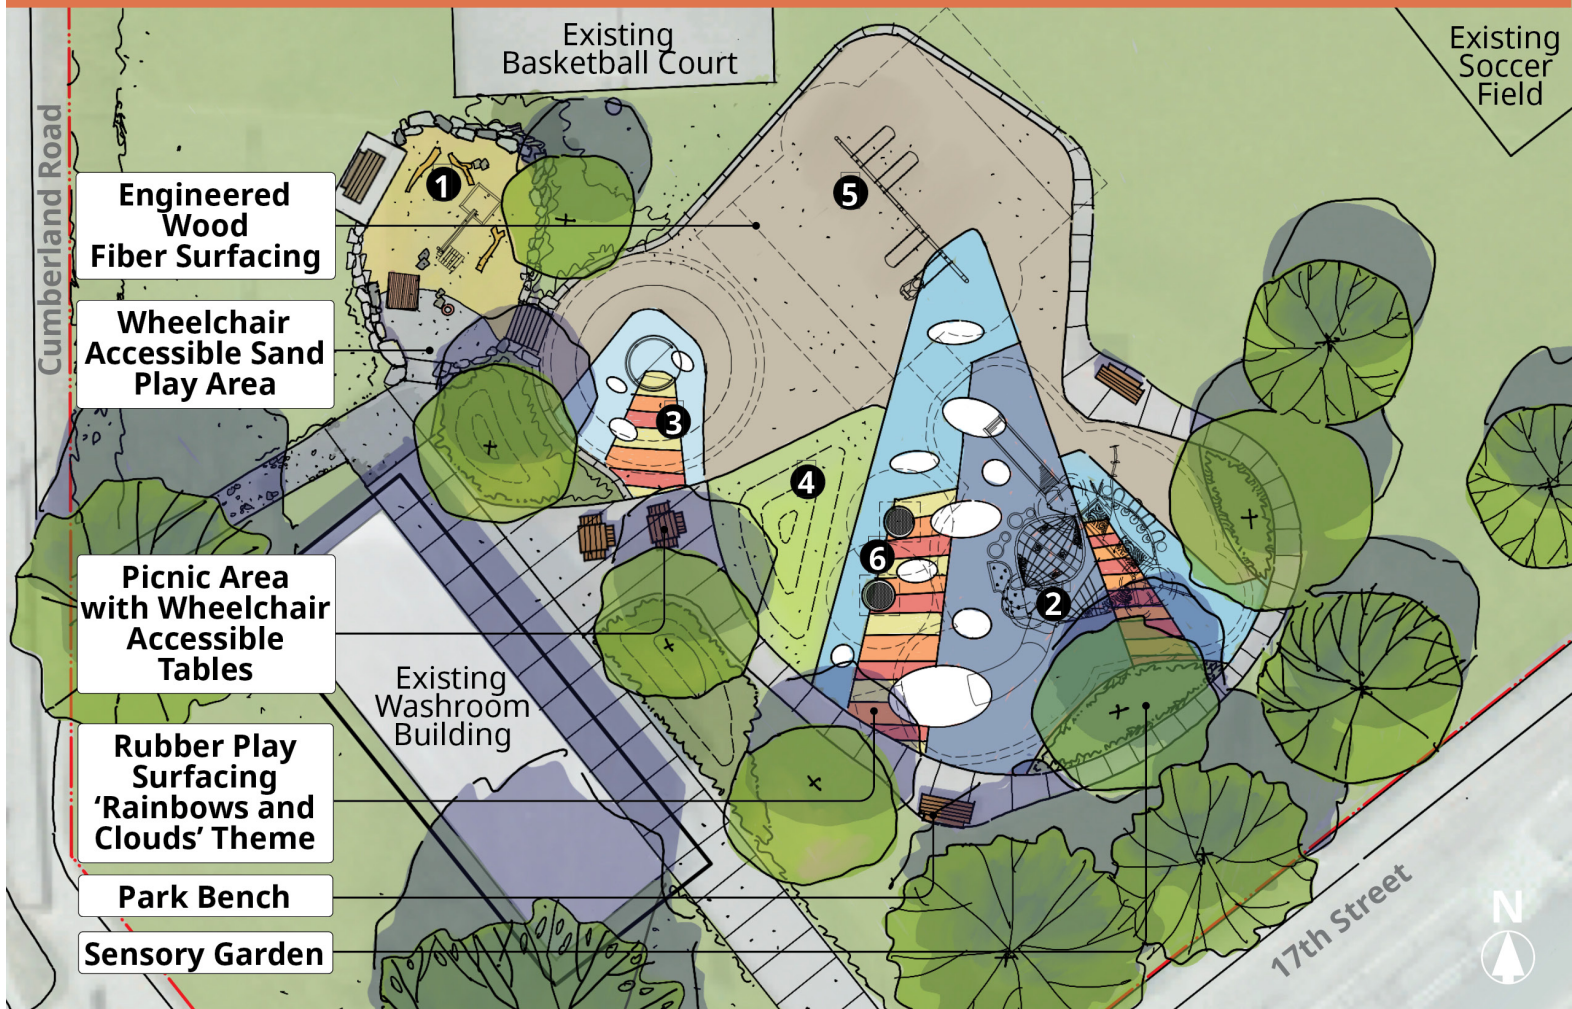 Existing
Basketball Court
Existing
Soccer
Field
Cumberland Road
1
Engineered
Wood
Fiber Surfacing
5
Wheelchair
Accessible Sand
Play Area
3
4
6
2
Picnic Area
with Wheelchair
Accessible
Tables
Existing
Washroom
Building
Rubber Play
Surfacing
‘Rainbows and
Clouds’ Theme
Park Bench
Sensory Garden
17th Street
N